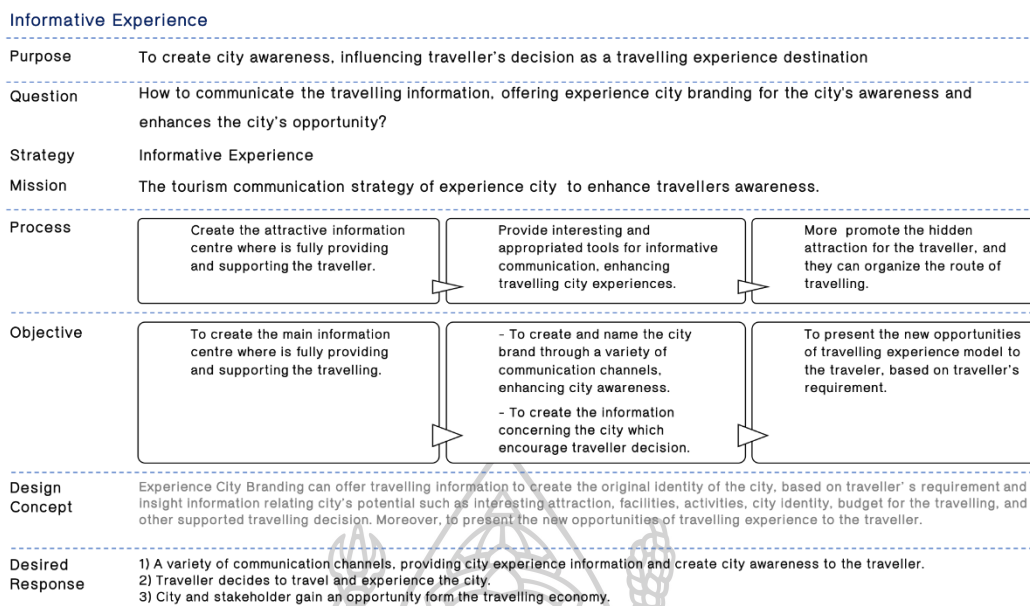 Informative Experience
Purpose To create city awareness, influencing traveller's decision as a travelling experience destination
Question How to communicate the travelling information, offering experience city branding for the city's awareness and
enhances the city's opportunity?
Strategy Informative Experience
Mission The tourism communication strategy of experience city to enhance travellers awareness.
Process
Create the attractive information
centre where is fully providing
and supporting the traveller.
Provide interesting and
appropriated tools for informative
communication, enhancing
travelling city experiences.
More promote the hidden
attraction for the traveller, and
they can organize the route of
travelling.
Objective
To create the main information
centre where is fully providing
and supporting the travelling.
- To create and name the city
brand through a variety of
communication channels,
enhancing city awareness.
- To create the information
concerning the city which
encourage traveller decision.
To present the new opportunities
of travelling experience model to
the traveler, based on traveller's
requirement.
Design
Concept
Experience City Branding can offer travelling information to create the original identity of the city, based on traveller' s requirement and
insight information relating city's potential such as interesting attraction, facilities, activities, city identity, budget for the travelling, and
other supported travelling decision. Moreover, to present the new opportunities of travelling experience to the traveller.
Desired
Response
1) A variety of communication channels, providing city experience information and create city awareness to the traveller.
2) Traveller decides to travel and experience the city.
3) City and stakeholder gain an opportunity form the travelling economy.